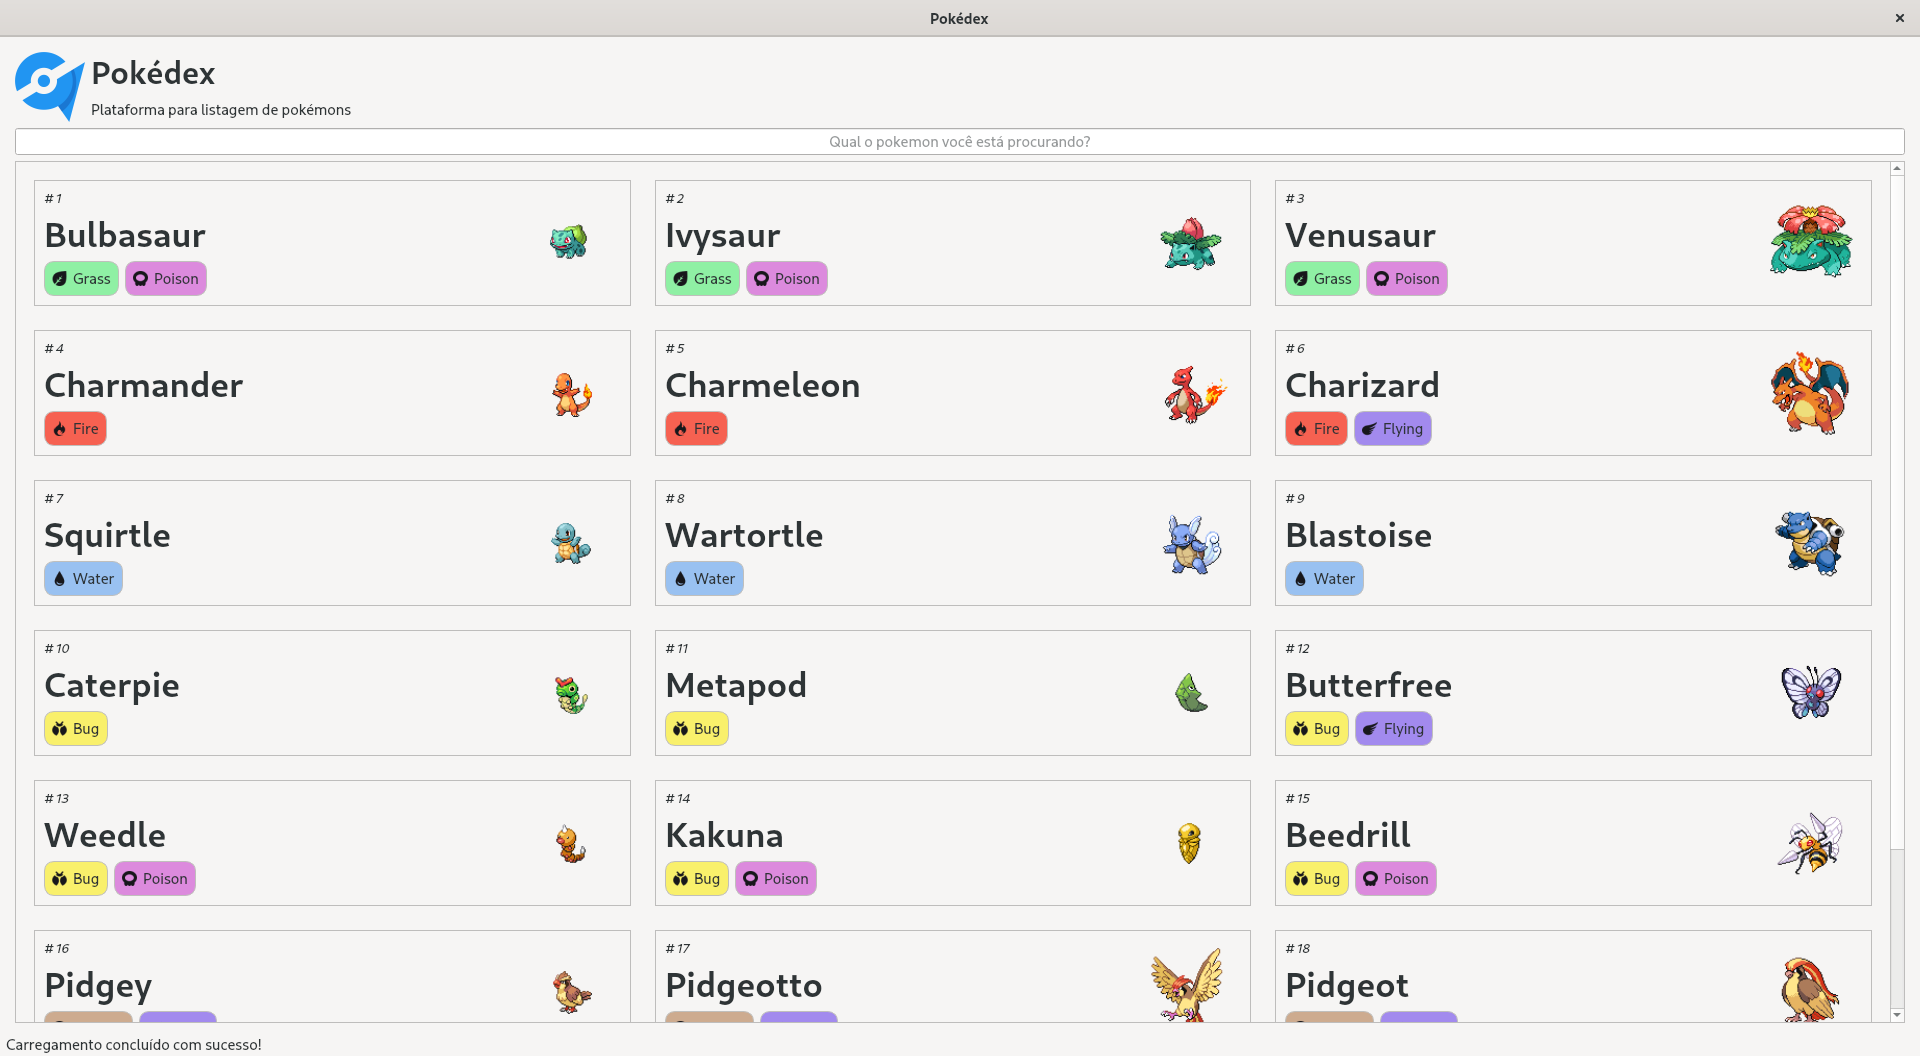 Pokédex
Pokédex
Plataforma para listagem de pokémons
Qual o pokemon você está procurando?
#1
Bulbasaur
Grass Poison
#2
Ivysaur
Grass Poison
#3
Venusaur
Grass Poison
#4
Charmander
Fire
#5
Charmeleon
Fire
#6
Charizard
Fire Flying
#7
Squirtle
Water
#8
Wartortle
Water
#9
Blastoise
Water
#10
Caterpie
Bug
#11
Metapod
Bug
#12
Butterfree
Bug Flying
#13
Weedle
Bug Poison
#14
Kakuna
Bug Poison
#15
Beedrill
Bug Poison
#16
Pidgey
#17
Pidgeotto
#18
Pidgeot
Carregamento concluído com sucesso!